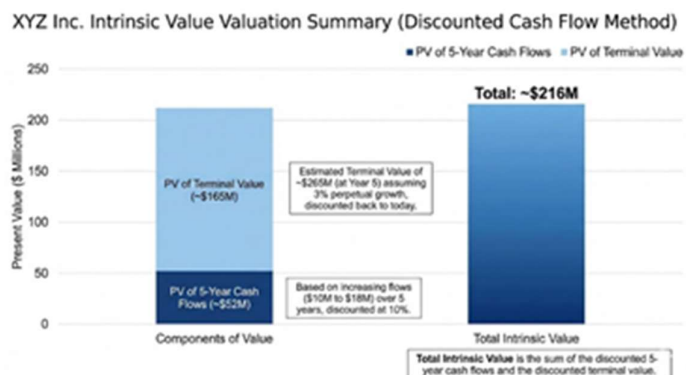 XYZ Inc. Intrinsic Value Valuation Summary (Discounted Cash Flow Method)
PV of 5-Year Cash Flows PV of Terminal Value
Present Value ($ Millions)
250
200
150
100
50
0
Total: ~$216M
PV of Terminal Value
(~$165M)
Estimated Terminal Value of
~$265M (at Year 5) assuming
3% perpetual growth,
discounted back to today.
PV of 5-Year Cash
Flows (~$52M)
Based on increasing flows
($10M to $18M) over 5
years, discounted at 10%.
Components of Value
Total Intrinsic Value
Total Intrinsic Value is the sum of the discounted 5-
year cash flows and the discounted terminal value.